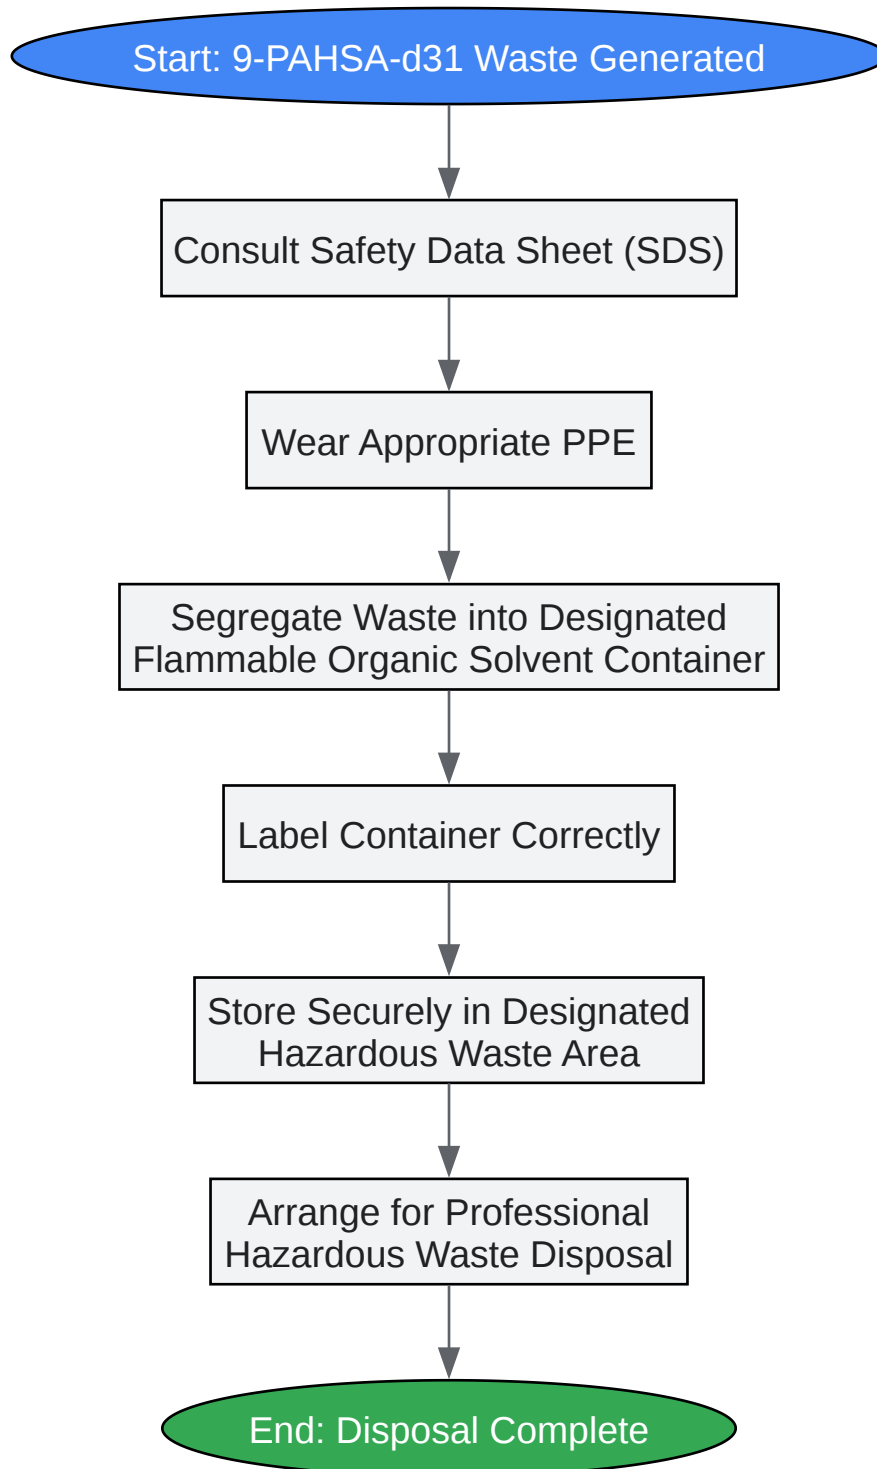 Start: 9-PAHSA-d31 Waste Generated
Consult Safety Data Sheet (SDS)
Wear Appropriate PPE
Segregate Waste into Designated
Flammable Organic Solvent Container
Label Container Correctly
Store Securely in Designated
Hazardous Waste Area
Arrange for Professional
Hazardous Waste Disposal
End: Disposal Complete